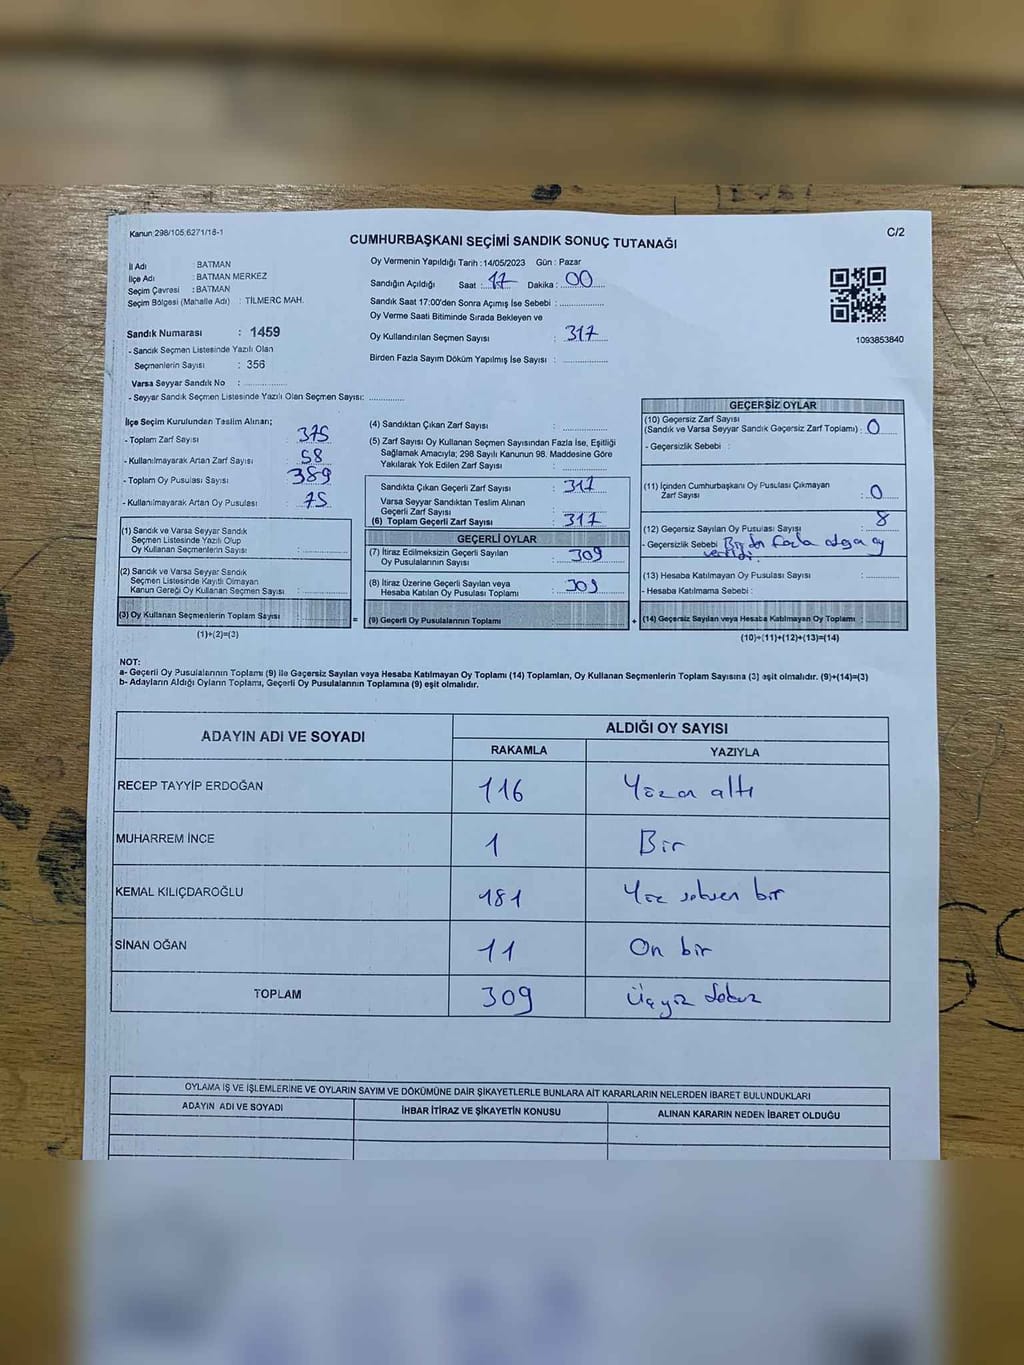 Kanun:298/105;6271/18-1
C/2
CUMHURBAŞKANI SEÇİMİ SANDIK SONUÇ TUTANAĞI
İl Adı : BATMAN
İlçe Adı : BATMAN MERKEZ
Seçim Çevresi : BATMAN
Seçim Bölgesi (Mahalle Adı) : TİLMERC MAH.
Sandık Numarası : 1459
- Sandık Seçmen Listesinde Yazılı Olan
Seçmenlerin Sayısı : 356
Varsa Seyyar Sandık No : ..............
- Seyyar Sandık Seçmen Listesinde Yazılı Olan Seçmen Sayısı: ............
Oy Vermenin Yapıldığı Tarih : 14/05/2023 Gün : Pazar
Sandığın Açıldığı Saat : 17 Dakika : 00
Sandık Saat 17:00'den Sonra Açımış İse Sebebi : ...............
Oy Verme Saati Bitiminde Sırada Bekleyen ve
Oy Kullandırılan Seçmen Sayısı : 317
Birden Fazla Sayım Döküm Yapılmış İse Sayısı : ...............
1093853840
İlçe Seçim Kurulundan Teslim Alınan;
- Toplam Zarf Sayısı : 375
- Kullanılmayarak Artan Zarf Sayısı : 58
- Toplam Oy Pusulası Sayısı : 389
- Kullanılmayarak Artan Oy Pusulası : 75
(1) Sandık ve Varsa Seyyar Sandık
Seçmen Listesinde Yazılı Olup
Oy Kullanan Seçmenlerin Sayısı : ...............
(2) Sandık ve Varsa Seyyar Sandık
Seçmen Listesinde Kayıtlı Olmayan
Kanun Gereği Oy Kullanan Seçmen Sayısı : ...............
(3) Oy Kullanan Seçmenlerin Toplam Sayısı : ............... =
(1)+(2)=(3)
(4) Sandıktan Çıkan Zarf Sayısı : ...............
(5) Zarf Sayısı Oy Kullanan Seçmen Sayısından Fazla İse, Eşitliği
Sağlamak Amacıyla; 298 Sayılı Kanunun 98. Maddesine Göre
Yakılarak Yok Edilen Zarf Sayısı : ...............
Sandıkta Çıkan Geçerli Zarf Sayısı : 317
Varsa Seyyar Sandıktan Teslim Alınan
Geçerli Zarf Sayısı : ...............
(6) Toplam Geçerli Zarf Sayısı : 317
GEÇERLİ OYLAR
(7) İtiraz Edilmeksizin Geçerli Sayılan
Oy Pusulalarının Sayısı : 309
(8) İtiraz Üzerine Geçerli Sayılan veya
Hesaba Katılan Oy Pusulası Toplamı : 309
(9) Geçerli Oy Pusulalarının Toplamı : ............... +
GEÇERSİZ OYLAR
(10) Geçersiz Zarf Sayısı;
(Sandık ve Varsa Seyyar Sandık Geçersiz Zarf Toplamı) : 0
- Geçersizlik Sebebi :
(11) İçinden Cumhurbaşkanı Oy Pusulası Çıkmayan
Zarf Sayısı : 0
(12) Geçersiz Sayılan Oy Pusulası Sayısı : 8
- Geçersizlik Sebebi Birden fazla adaya oy
(13) Hesaba Katılmayan Oy Pusulası Sayısı : ............
- Hesaba Katılmama Sebebi :
(14) Geçersiz Sayılan veya Hesaba Katılmayan Oy Toplamı ............
(10)+(11)+(12)+(13)=(14)
NOT:
a- Geçerli Oy Pusulalarının Toplamı (9) ile Geçersiz Sayılan veya Hesaba Katılmayan Oy Toplamı (14) Toplamları, Oy Kullanan Seçmenlerin Toplam Sayısına (3) eşit olmalıdır. (9)+(14)=(3)
b- Adayların Aldığı Oyların Toplamı, Geçerli Oy Pusulalarının Toplamına (9) eşit olmalıdır.
ADAYIN ADI VE SOYADI
ALDIĞI OY SAYISI
RAKAMLA YAZIYLA
RECEP TAYYİP ERDOĞAN 116 Yüzon altı
MUHARREM İNCE 1 Bir
KEMAL KILIÇDAROĞLU 181 Yüz seksen bir
SİNAN OĞAN 11 On bir
TOPLAM 309 Üçyüz dokuz
OYLAMA İŞ VE İŞLEMLERİNE VE OYLARIN SAYIM VE DÖKÜMÜNE DAİR ŞİKAYETLERLE BUNLARA AİT KARARLARIN NELERDEN İBARET BULUNDUKLARI
ADAYIN ADI VE SOYADI İHBAR İTİRAZ VE ŞİKAYETİN KONUSU ALINAN KARARIN NEDEN İBARET OLDUĞU